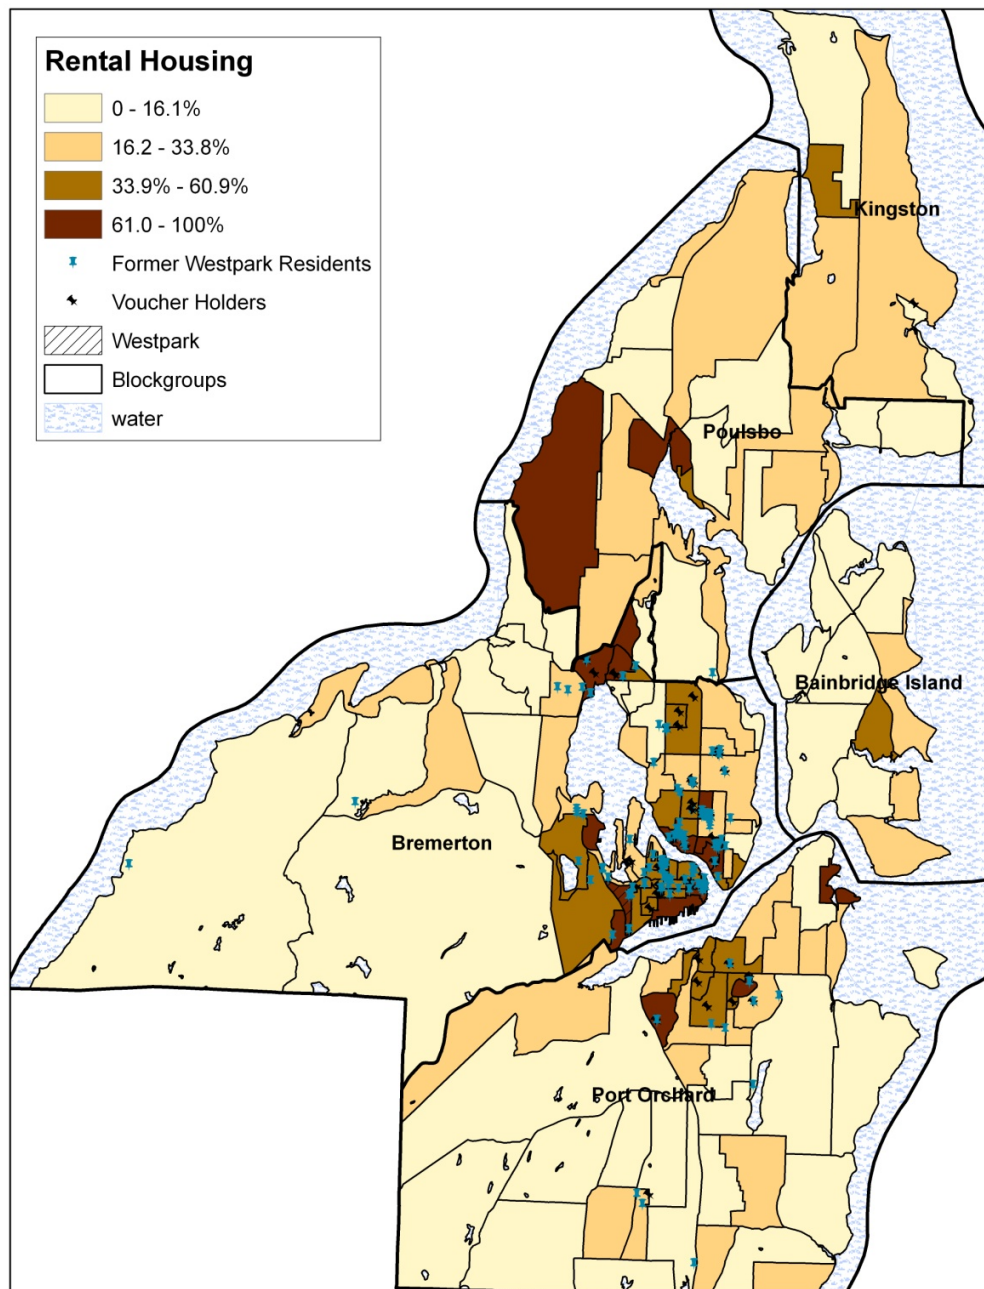 Rental Housing
0 - 16.1%
16.2 - 33.8%
33.9% - 60.9%
61.0 - 100%
Former Westpark Residents
Voucher Holders
Westpark
Blockgroups
water
Kingston
Poulsbo
Bainbridge Island
Bremerton
Port Orchard